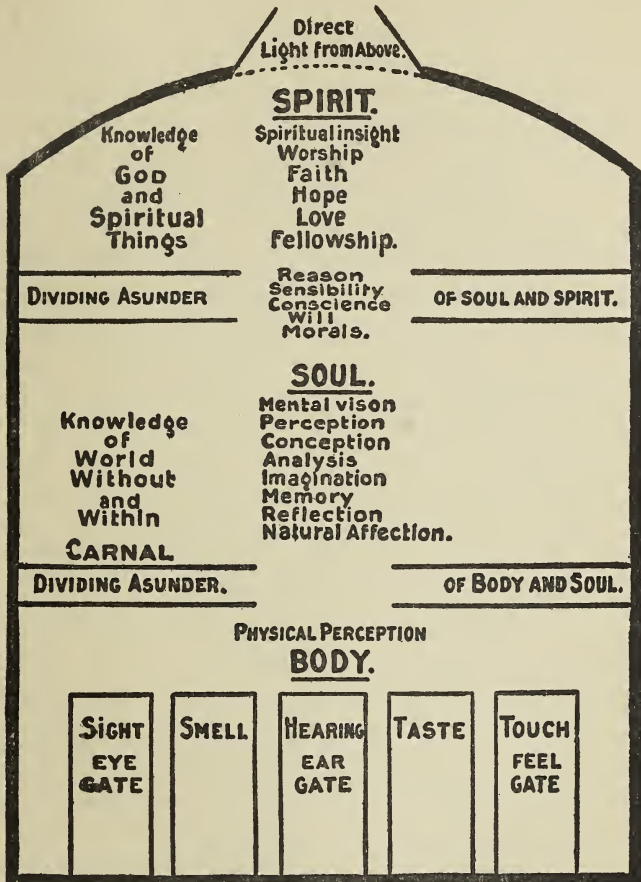 Direct
Light from Above.
SPIRIT.
Knowledge
of
GOD
and
Spiritual
Things
Spiritual insight
Worship
Faith
Hope
Love
Fellowship.
DIVIDING ASUNDER
Reason
Sensibility
Conscience
Will
Morals.
OF SOUL AND SPIRIT.
SOUL.
Knowledge
of
World
Without
and
Within
CARNAL
Mental vison
Perception
Conception
Analysis
Imagination
Memory
Reflection
Natural Affection.
DIVIDING ASUNDER.
OF BODY AND SOUL.
PHYSICAL PERCEPTION
BODY.
SIGHT
EYE
GATE
SMELL
HEARING
EAR
GATE
TASTE
TOUCH
FEEL
GATE